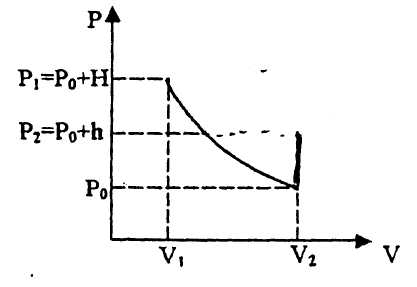 P
P₁=P₀+H
P₂=P₀+h
P₀
V₁ V₂ V